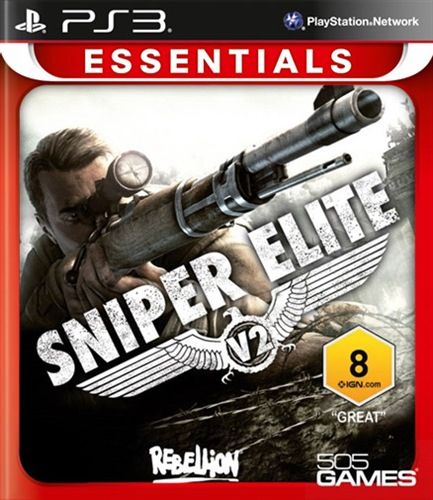 PS3
PlayStation®Network
ESSENTIALS
SNIPER ELITE
V2
8
IGN.com
"GREAT"
REBELLION
505
GAMES